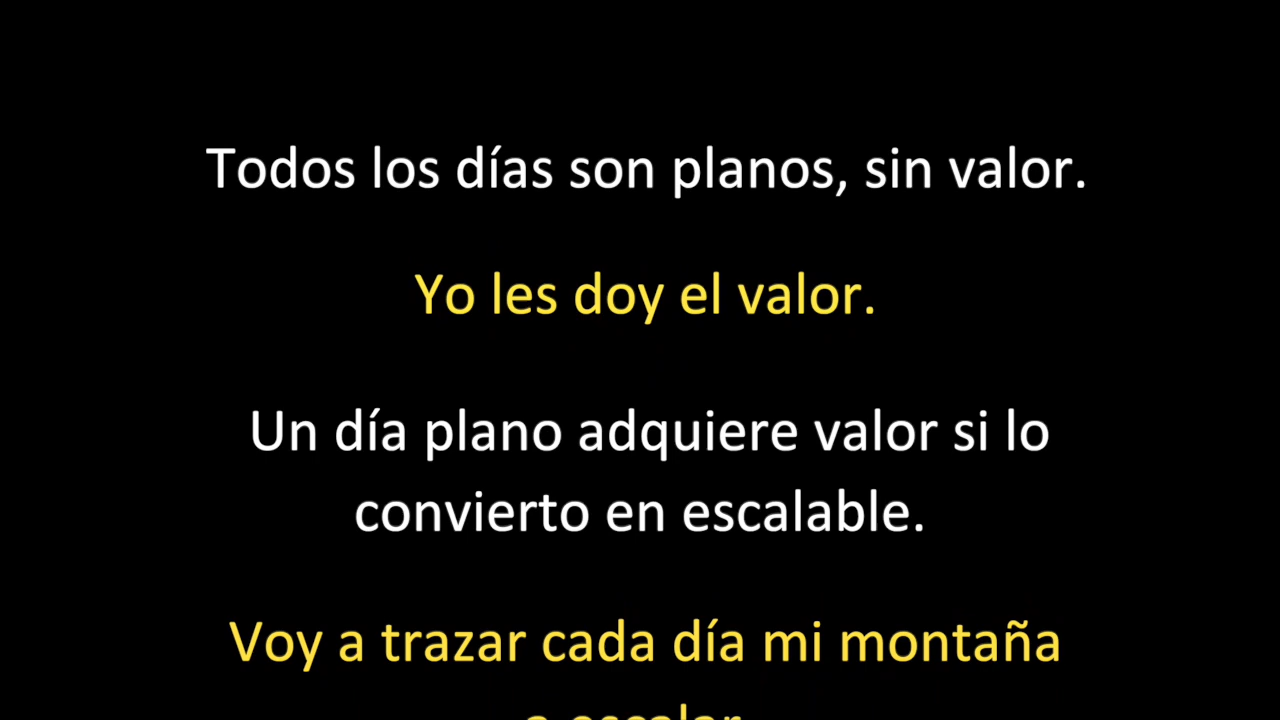 Todos los días son planos, sin valor.
Yo les doy el valor.
Un día plano adquiere valor si lo
convierto en escalable.
Voy a trazar cada día mi montaña
a escalar